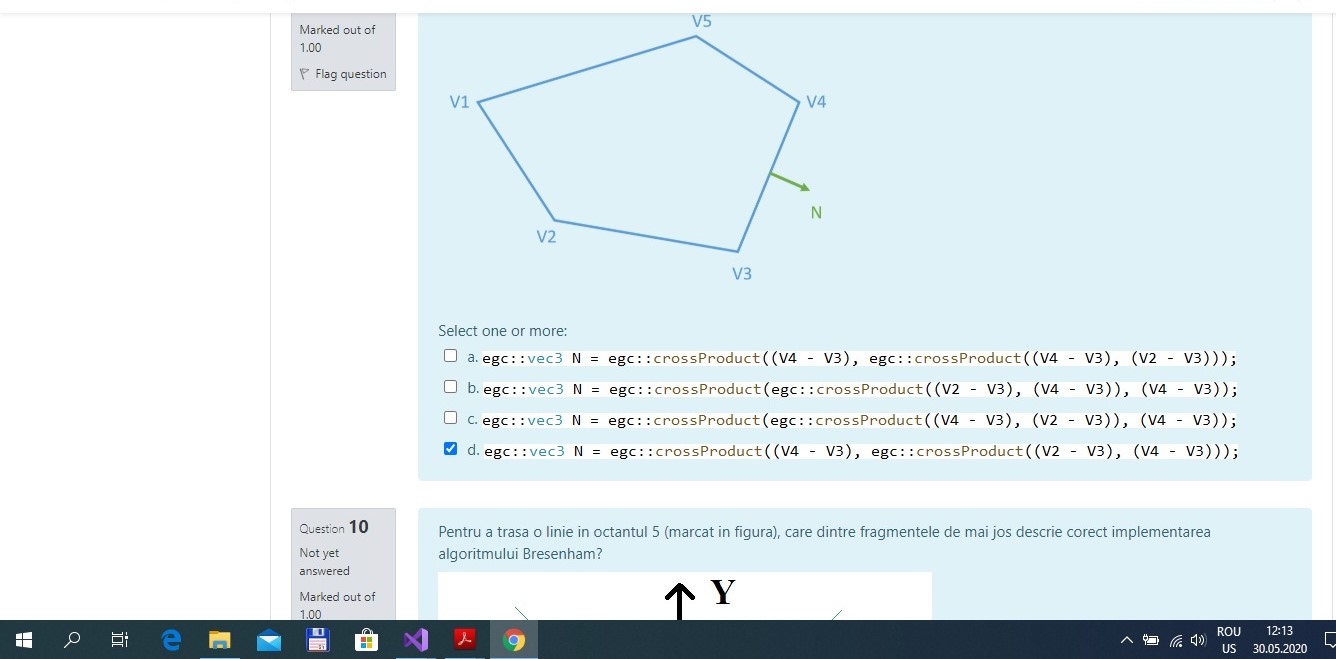 V5
Marked out of
1.00
Flag question
V1
V4
N
V2
V3
Select one or more:
a. egc::vec3 N = egc::crossProduct((V4 - V3), egc::crossProduct((V4 - V3), (V2 - V3)));
b. egc::vec3 N = egc::crossProduct(egc::crossProduct((V2 - V3), (V4 - V3)), (V4 - V3));
c. egc::vec3 N = egc::crossProduct(egc::crossProduct((V4 - V3), (V2 - V3)), (V4 - V3));
d. egc::vec3 N = egc::crossProduct((V4 - V3), egc::crossProduct((V2 - V3), (V4 - V3)));
Question 10
Not yet
answered
Marked out of
1.00
Pentru a trasa o linie in octantul 5 (marcat in figura), care dintre fragmentele de mai jos descrie corect implementarea
algoritmului Bresenham?
Y
ROU
US
12:13
30.05.2020